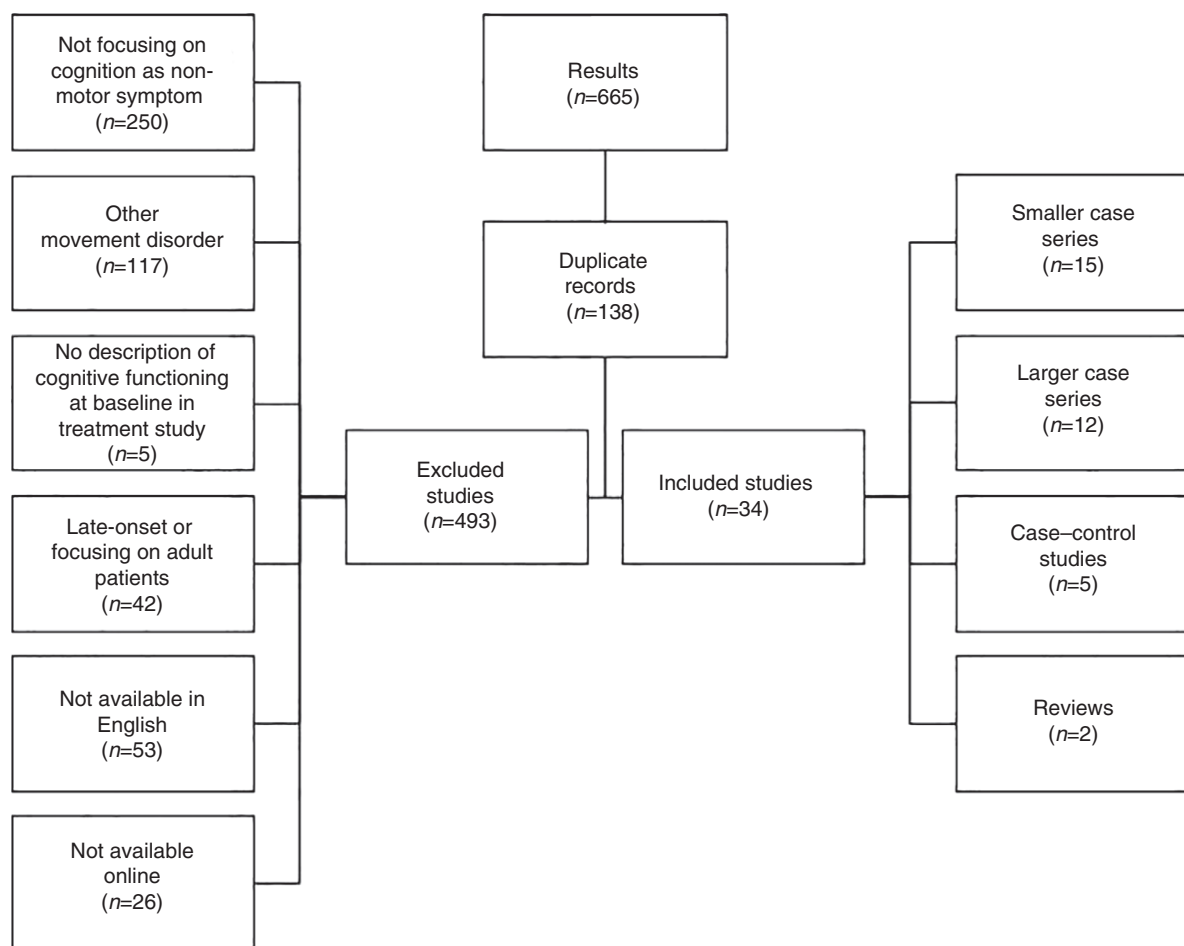 Results
(n=665)
Duplicate
records
(n=138)
Excluded
studies
(n=493)
Included studies
(n=34)
Not focusing on
cognition as non-
motor symptom
(n=250)
Other
movement disorder
(n=117)
No description of
cognitive functioning
at baseline in
treatment study
(n=5)
Late-onset or
focusing on adult
patients
(n=42)
Not available in
English
(n=53)
Not available
online
(n=26)
Smaller case
series
(n=15)
Larger case
series
(n=12)
Case–control
studies
(n=5)
Reviews
(n=2)